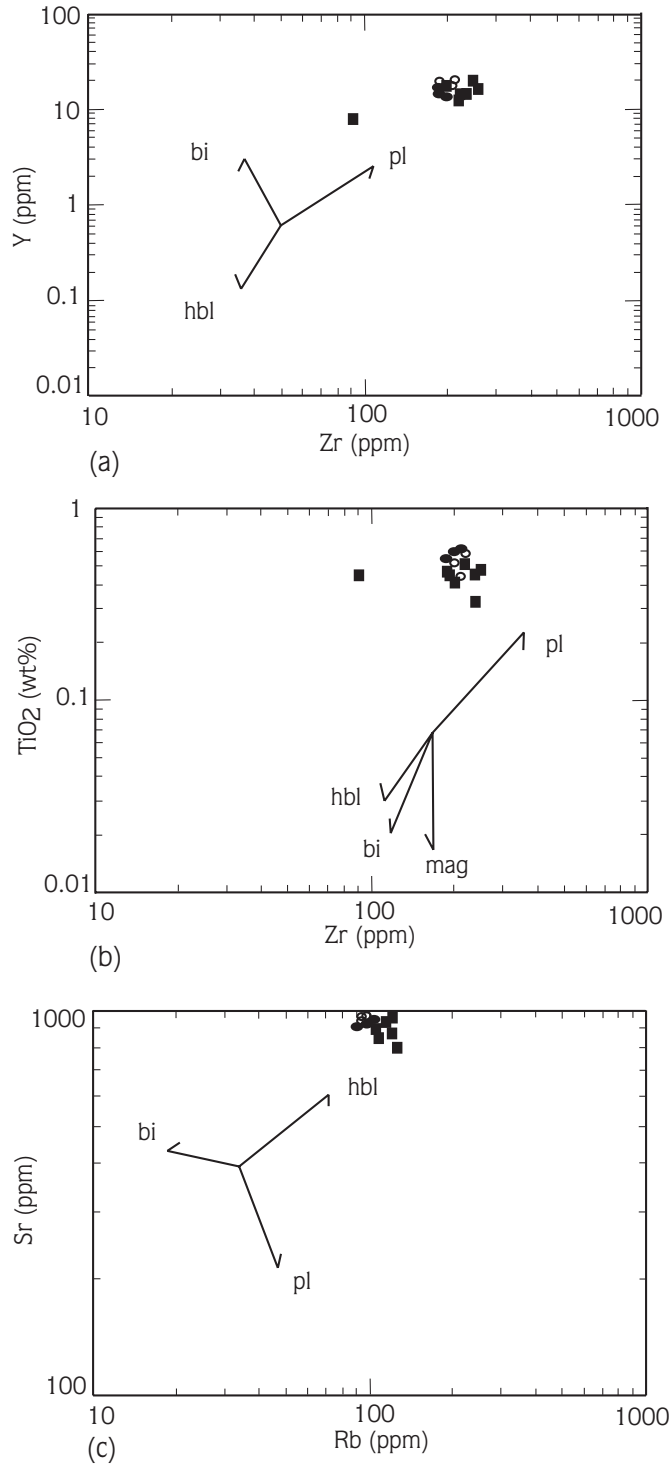 100
10
1
0.1
0.01
Y (ppm)
bi
pl
hbl
10
100
1000
Zr (ppm)
(a)
1
0.1
0.01
TiO2 (wt%)
pl
hbl
bi
mag
10
100
1000
Zr (ppm)
(b)
1000
100
Sr (ppm)
hbl
bi
pl
10
100
1000
Rb (ppm)
(c)